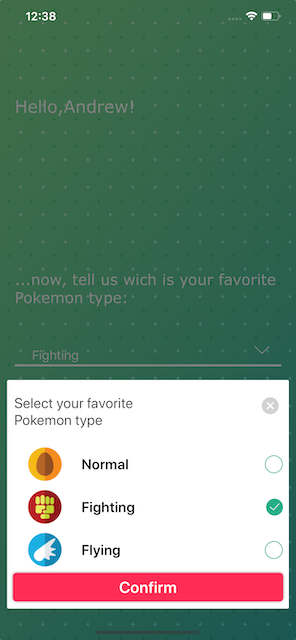 12:38
Hello,Andrew!
...now, tell us wich is your favorite
Pokemon type:
Fighting
Select your favorite
Pokemon type
Normal
Fighting
Flying
Confirm